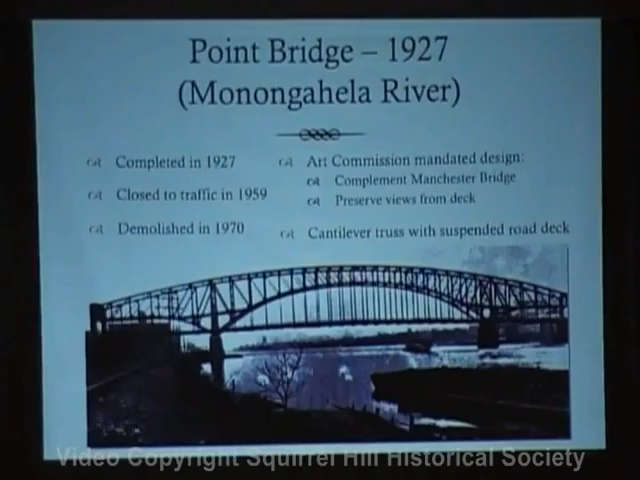 Point Bridge – 1927
(Monongahela River)
Completed in 1927
Closed to traffic in 1959
Demolished in 1970
Art Commission mandated design:
Complement Manchester Bridge
Preserve views from deck
Cantilever truss with suspended road deck
Video Copyright Squirrel Hill Historical Society